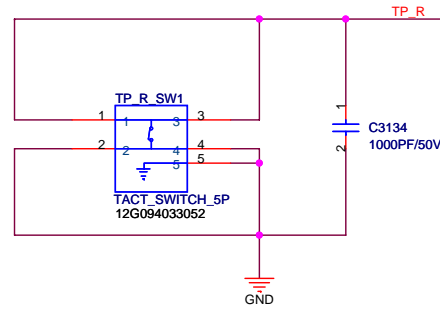 TP_R
TP_R_SW1
1 1 3 3
2 2 4 4
5 5
TACT_SWITCH_5P
12G094033052
1
C3134
1000PF/50V
2
GND